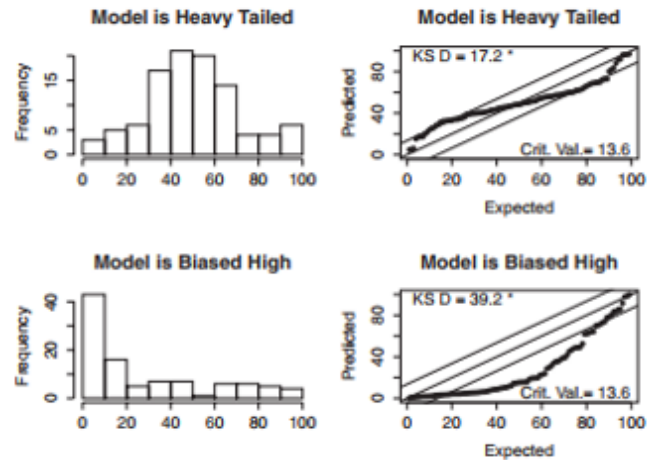 Model is Heavy Tailed
Frequency
15
5
0
0 20 40 60 80 100
Model is Heavy Tailed
KS D = 17.2 *
Predicted
80
40
0
Crit. Val.= 13.6
0 20 40 60 80 100
Expected
Model is Biased High
Frequency
40
20
0
0 20 40 60 80 100
Model is Biased High
KS D = 39.2 *
Predicted
80
40
0
Crit. Val.= 13.6
0 20 40 60 80 100
Expected